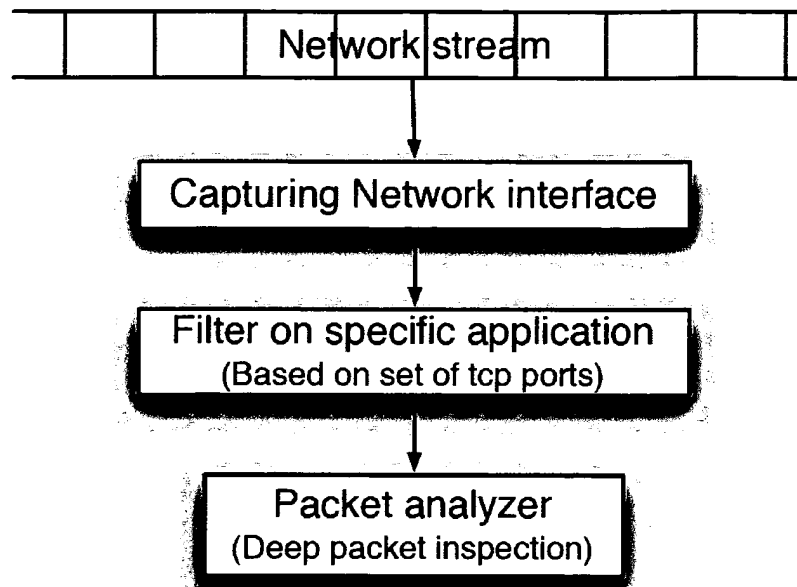 Network stream
Capturing Network interface
Filter on specific application
(Based on set of tcp ports)
Packet analyzer
(Deep packet inspection)